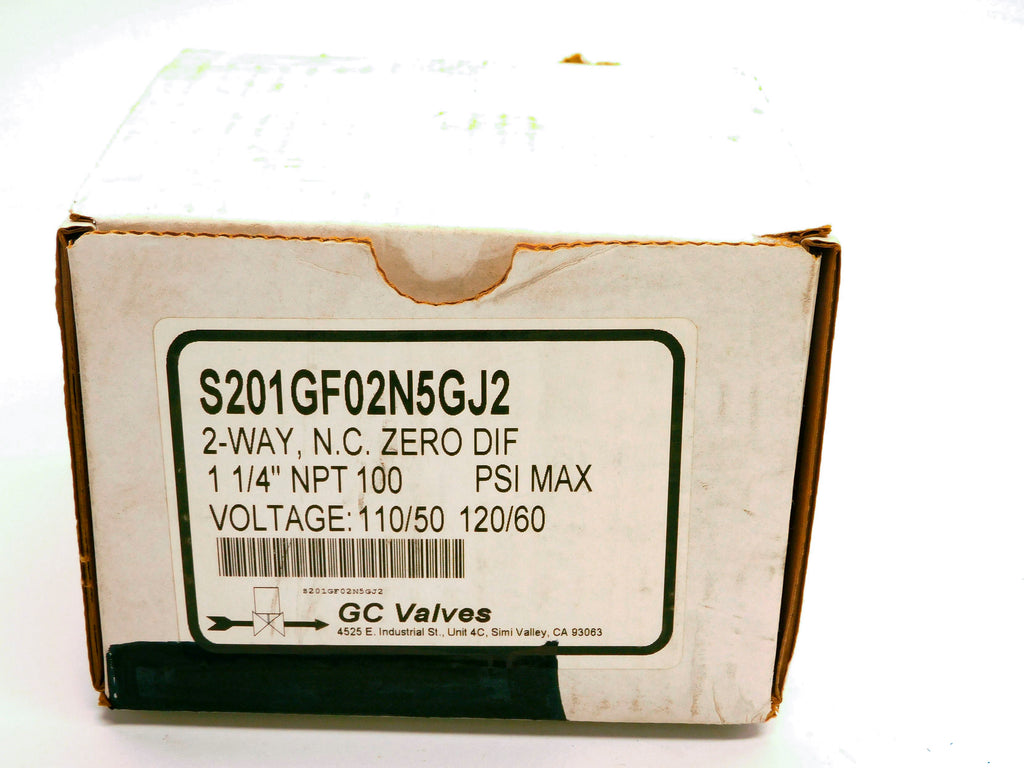 S201GF02N5GJ2
2-WAY, N.C. ZERO DIF
1 1/4" NPT 100 PSI MAX
VOLTAGE: 110/50 120/60
S201GF02N5GJ2
GC Valves
4525 E. Industrial St., Unit 4C, Simi Valley, CA 93063